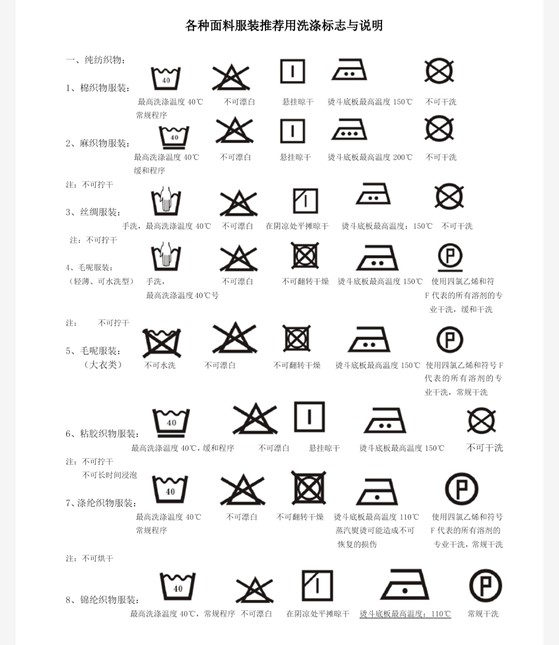 各种面料服装推荐用洗涤标志与说明
一、纯纺织物：
1、棉织物服装：
40
最高洗涤温度 40℃ 不可漂白 悬挂晾干 熨斗底板最高温度 150℃ 不可干洗
常规程序
2、麻织物服装：
40
最高洗涤温度 40℃ 不可漂白 悬挂晾干 熨斗底板最高温度 200℃ 不可干洗
缓和程序
注：不可拧干
3、丝绸服装：
手洗，最高洗涤温度 40℃ 不可漂白 在阴凉处平摊晾干 熨斗底板最高温度：150℃ 不可干洗
注：不可拧干
4、毛呢服装：
P
（轻薄、可水洗型） 手洗， 不可漂白 不可翻转干燥 熨斗底板最高温度 150℃ 使用四氯乙烯和符
最高洗涤温度 40℃号 F 代表的所有溶剂的专
业干洗，缓和干洗
注： 不可拧干
5、毛呢服装：
P
（大衣类） 不可水洗 不可漂白 不可翻转干燥 熨斗底板最高温度 150℃ 使用四氯乙烯和符号 F
代表的所有溶剂的专
业干洗，常规干洗
40
6、粘胶织物服装：
最高洗涤温度 40℃，缓和程序 不可漂白 悬挂晾干 熨斗底板最高温度 150℃ 不可干洗
注：不可拧干
不可长时间浸泡
40
P
7、涤纶织物服装：
最高洗涤温度 40℃ 不可漂白 不可翻转干燥 熨斗底板最高温度 110℃ 使用四氯乙烯和符号
常规程序 蒸汽熨烫可能造成不可 F 代表的所有溶剂的
恢复的损伤 专业干洗，常规干洗
注：不可烘干
40
P
8、锦纶织物服装：
最高洗涤温度 40℃，常规程序 不可漂白 在阴凉处平摊晾干 熨斗底板最高温度：110℃ 常规干洗